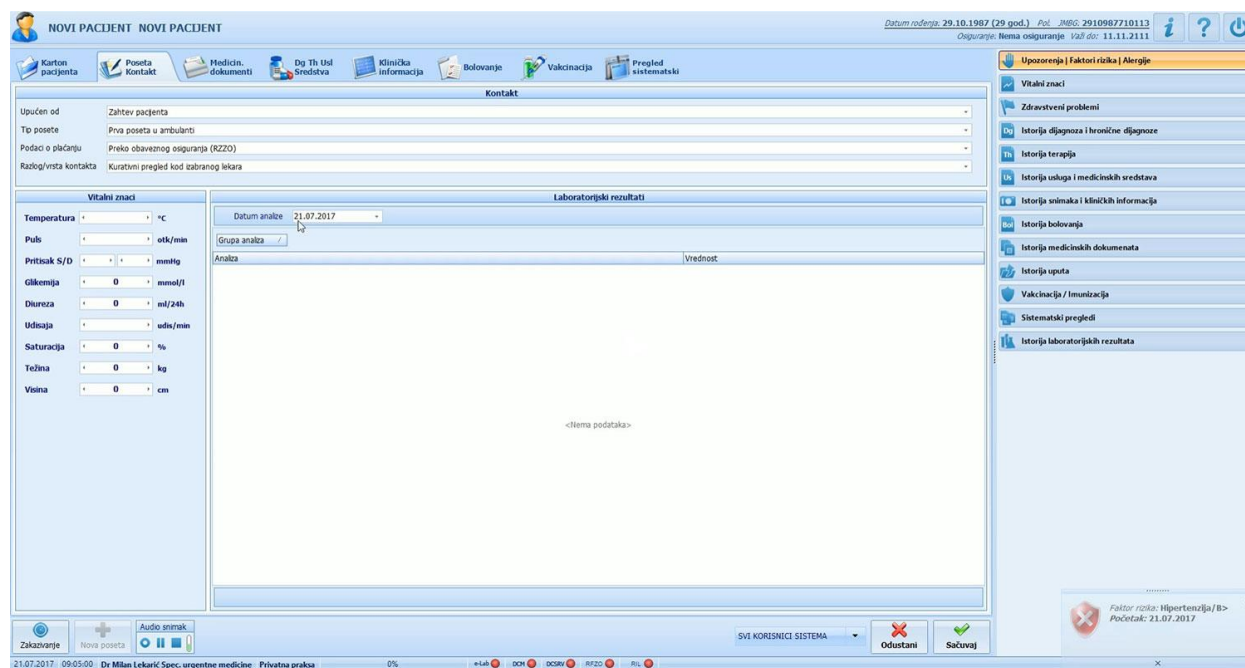 NOVI PACIJENT NOVI PACIJENT
Datum rođenja: 29.10.1987 (29 god.) Pol: JMBG: 2910987710113
Osiguranje: Nema osiguranje Važi do: 11.11.2111
Karton pacijenta
Poseta Kontakt
Medicin. dokumenti
Dg Th Usl Sredstva
Klinička informacija
Bolovanje
Vakcinacija
Pregled sistematski
Kontakt
Upućen od Zahtev pacijenta
Tip posete Prva poseta u ambulanti
Podaci o plaćanju Preko obaveznog osiguranja (RZZO)
Razlog/vrsta kontakta Kurativni pregled kod izabranog lekara
Vitalni znaci
Temperatura °C
Puls otk/min
Pritisak S/D mmHg
Glikemija 0 mmol/l
Diureza 0 ml/24h
Udisaja udis/min
Saturacija 0 %
Težina 0 kg
Visina 0 cm
Laboratorijski rezultati
Datum analize 21.07.2017
Grupa analiza
Analiza Vrednost
<Nema podataka>
Upozorenja | Faktori rizika | Alergije
Vitalni znaci
Zdravstveni problemi
Dg Istorija dijagnoza i hronične dijagnoze
Th Istorija terapija
Us Istorija usluga i medicinskih sredstava
Istorija snimaka i kliničkih informacija
Bol Istorija bolovanja
Istorija medicinskih dokumenata
Istorija uputa
Vakcinacija / Imunizacija
Sistematski pregledi
Istorija laboratorijskih rezultata
Faktor rizika: Hipertenzija/B>
Početak: 21.07.2017
Zakazivanje
Nova poseta
Audio snimak
SVI KORISNICI SISTEMA
Odustani
Sačuvaj
21.07.2017 09:05:00 Dr Milan Lekarić Spec. urgentne medicine Privatna praksa 0% e-Lab DCM DCSRV RFZO R/L